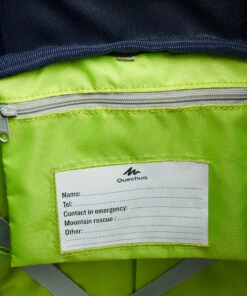 Quechua
Name:
Tel:
Contact in emergency:
Mountain rescue :
Other: